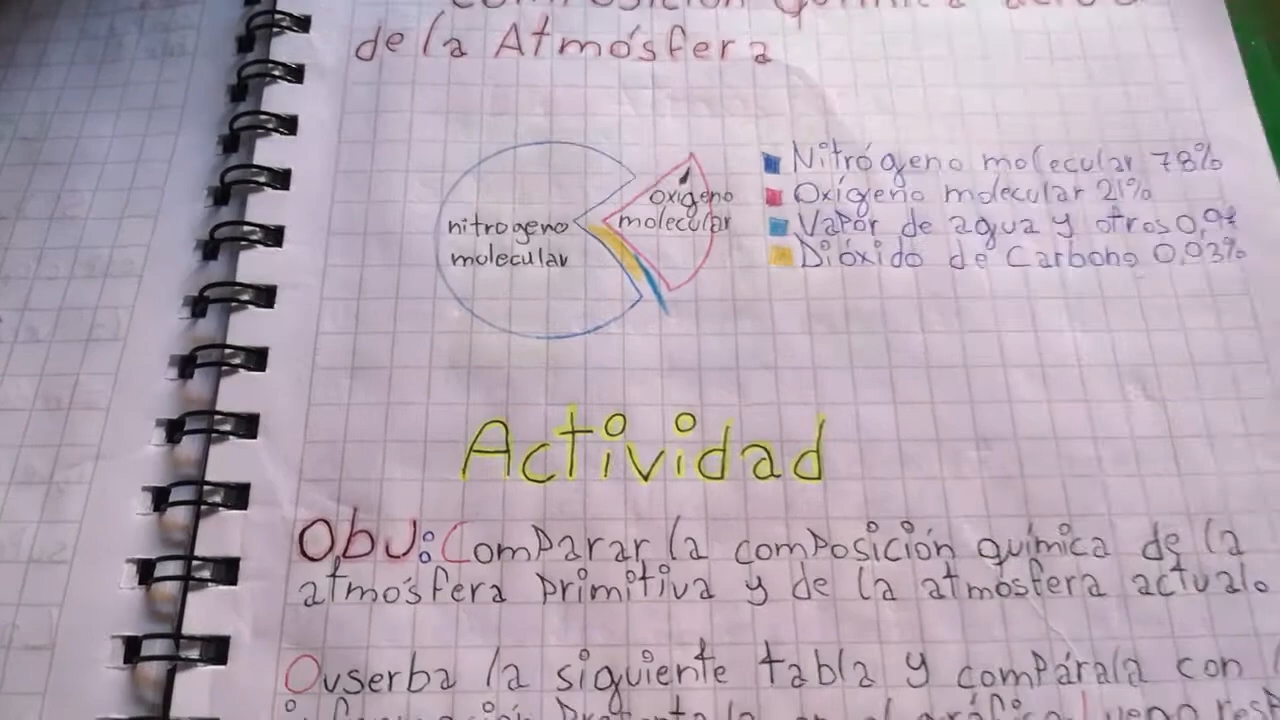 de la Atmósfera
nitrogeno
molecular
oxigeno
molecular
Nitrógeno molecular 78%
Oxígeno molecular 21%
Vapor de agua y otros 0,97
Dióxido de Carbono 0,03%
Actividad
ObJ: Comparar la composición química de la
atmósfera primitiva y de la atmósfera actual.
Ovserba la siguiente tabla y compárala con